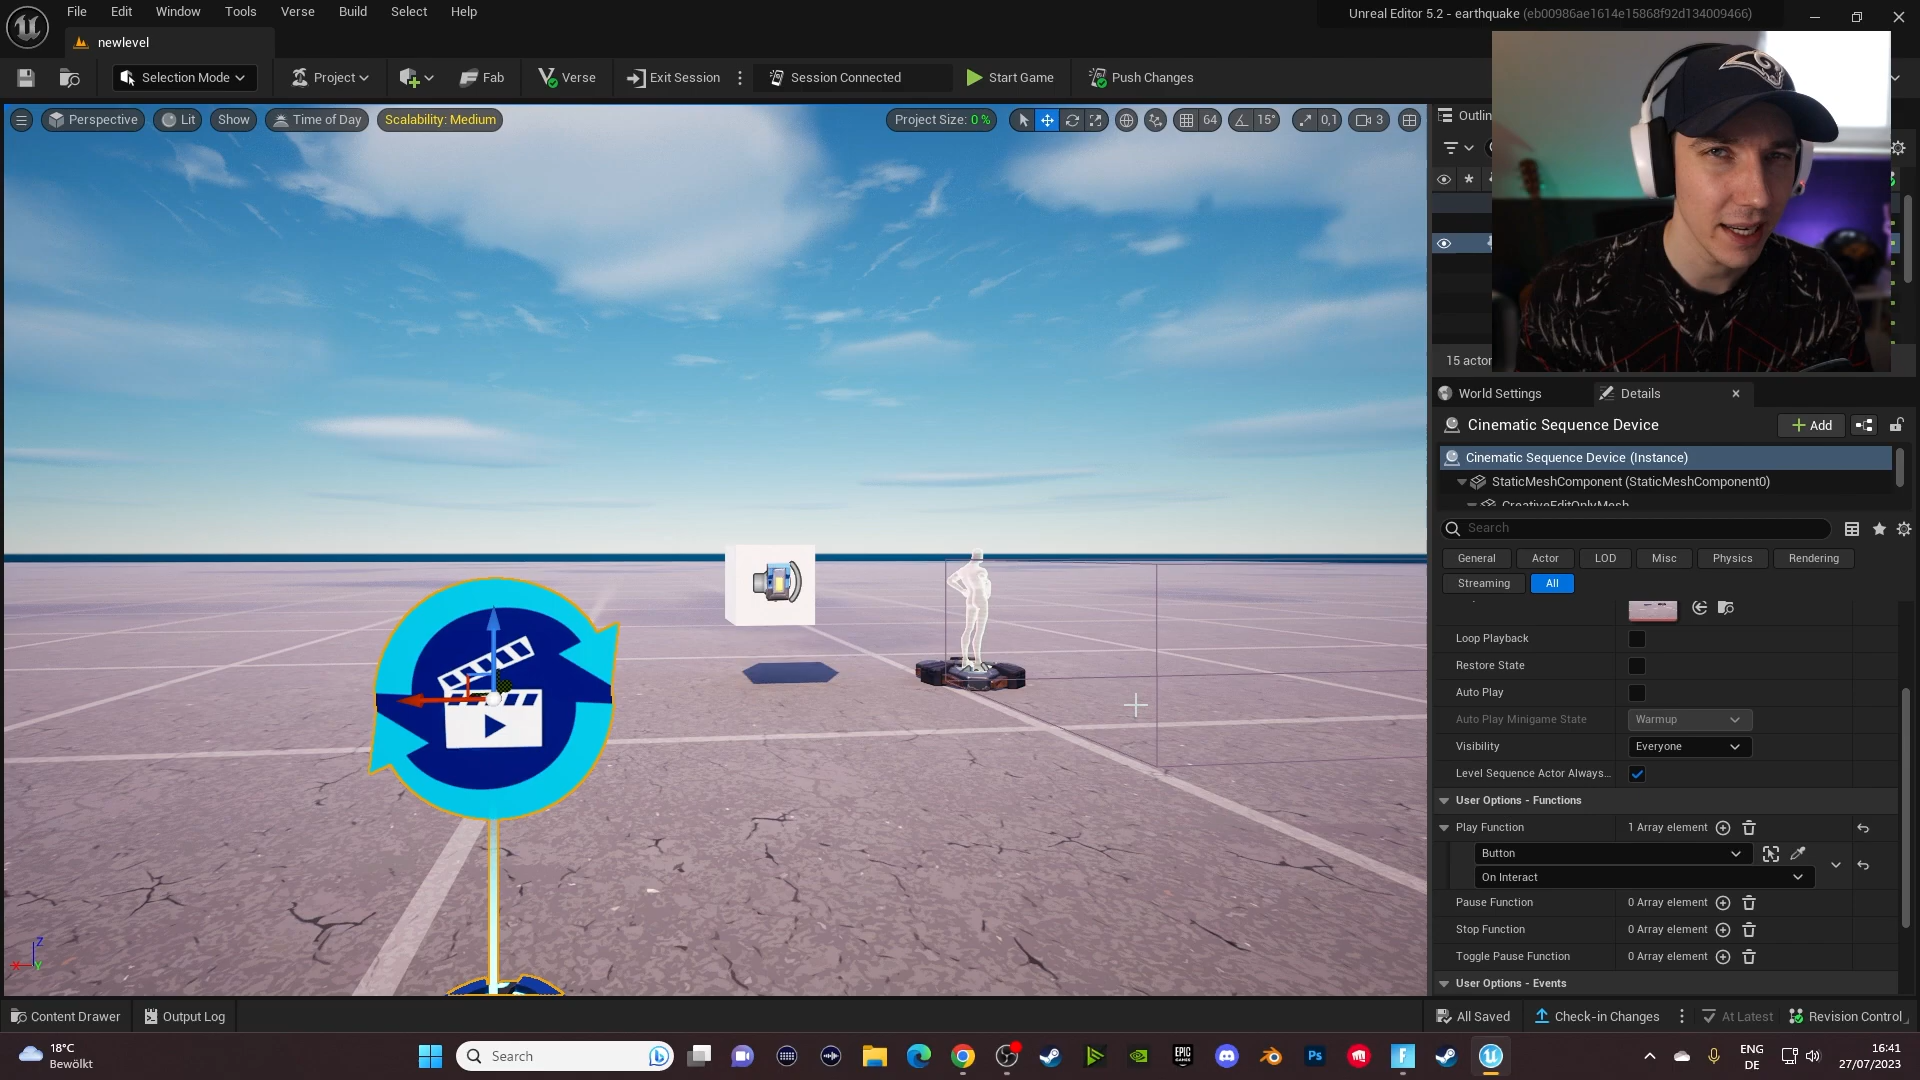 File Edit Window Tools Verse Build Select Help
Unreal Editor 5.2 - earthquake (eb00986ae1614e15868f92d134009466)
newlevel
Selection Mode Project Fab Verse Exit Session Session Connected Start Game Push Changes
Perspective Lit Show Time of Day Scalability: Medium Project Size: 0 % 64 15° 0,1 3
Outlin
15 actor
World Settings Details
Cinematic Sequence Device Add
Cinematic Sequence Device (Instance)
StaticMeshComponent (StaticMeshComponent0)
CreativeEditOnlyMesh
Search
General Actor LOD Misc Physics Rendering
Streaming All
Loop Playback
Restore State
Auto Play
Auto Play Minigame State Warmup
Visibility Everyone
Level Sequence Actor Always...
User Options - Functions
Play Function 1 Array element
Button
On Interact
Pause Function 0 Array element
Stop Function 0 Array element
Toggle Pause Function 0 Array element
User Options - Events
Z
X Y
Content Drawer Output Log All Saved Check-in Changes At Latest Revision Control
18°C
Bewölkt
Search
EPIC
GAMES
Ps
F
ENG
DE
16:41
27/07/2023